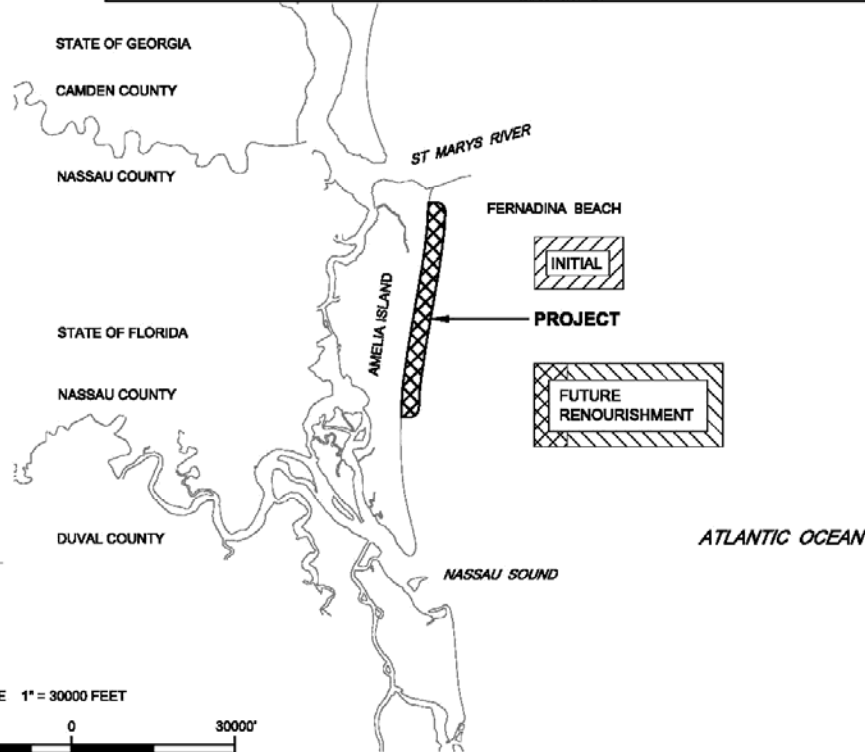 STATE OF GEORGIA
CAMDEN COUNTY
ST MARYS RIVER
NASSAU COUNTY
FERNADINA BEACH
INITIAL
AMELIA ISLAND
PROJECT
STATE OF FLORIDA
NASSAU COUNTY
FUTURE
RENOURISHMENT
DUVAL COUNTY
ATLANTIC OCEAN
NASSAU SOUND
E 1" = 30000 FEET
0 30000'